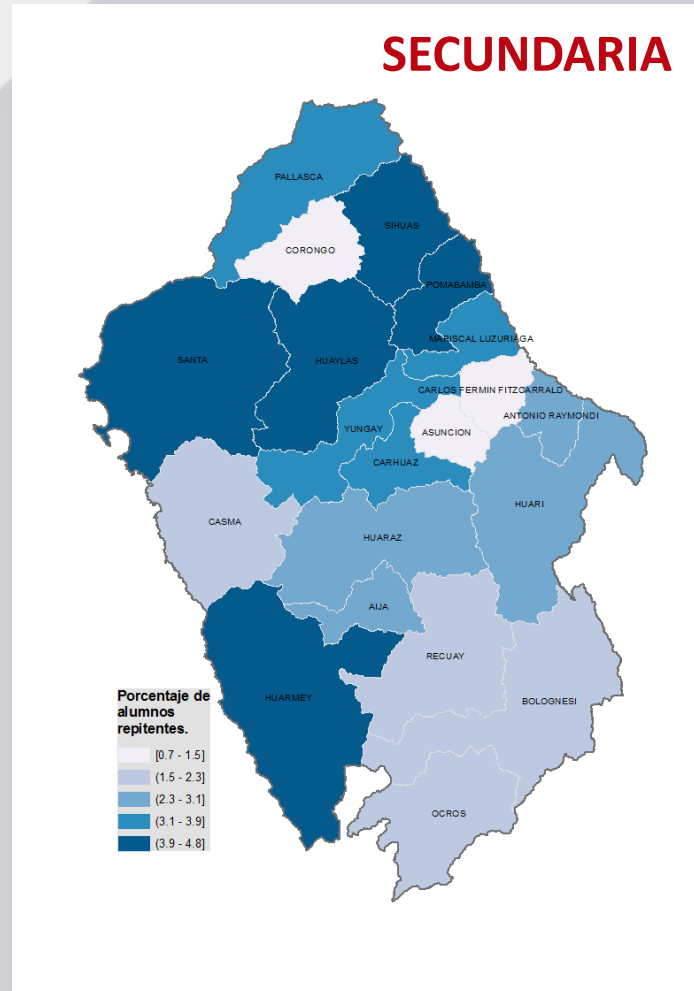 SECUNDARIA
PALLASCA
SIHUAS
CORONGO
POMABAMBA
MARISCAL LUZURIAGA
SANTA
HUAYLAS
CARLOS FERMIN FITZCARRALD
ANTONIO RAYMONDI
YUNGAY
ASUNCION
CARHUAZ
HUARI
CASMA
HUARAZ
AIJA
RECUAY
HUARMEY
BOLOGNESI
OCROS
Porcentaje de
alumnos
repitentes.
[0.7 - 1.5]
(1.5 - 2.3]
(2.3 - 3.1]
(3.1 - 3.9]
(3.9 - 4.8]